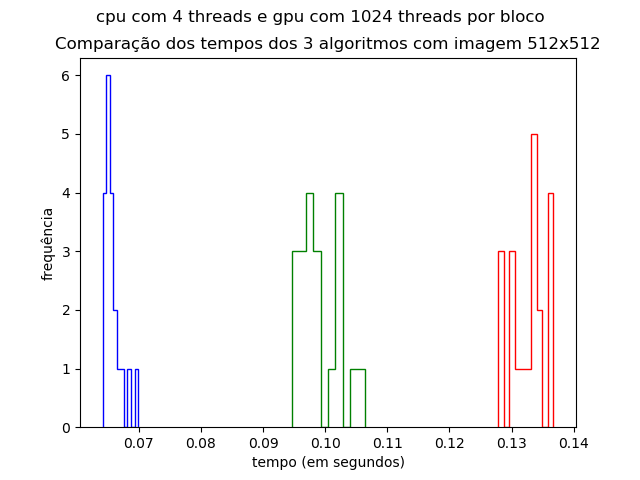 cpu com 4 threads e gpu com 1024 threads por bloco
Comparação dos tempos dos 3 algoritmos com imagem 512x512
6
5
4
3
2
1
0
frequência
0.07 0.08 0.09 0.10 0.11 0.12 0.13 0.14
tempo (em segundos)